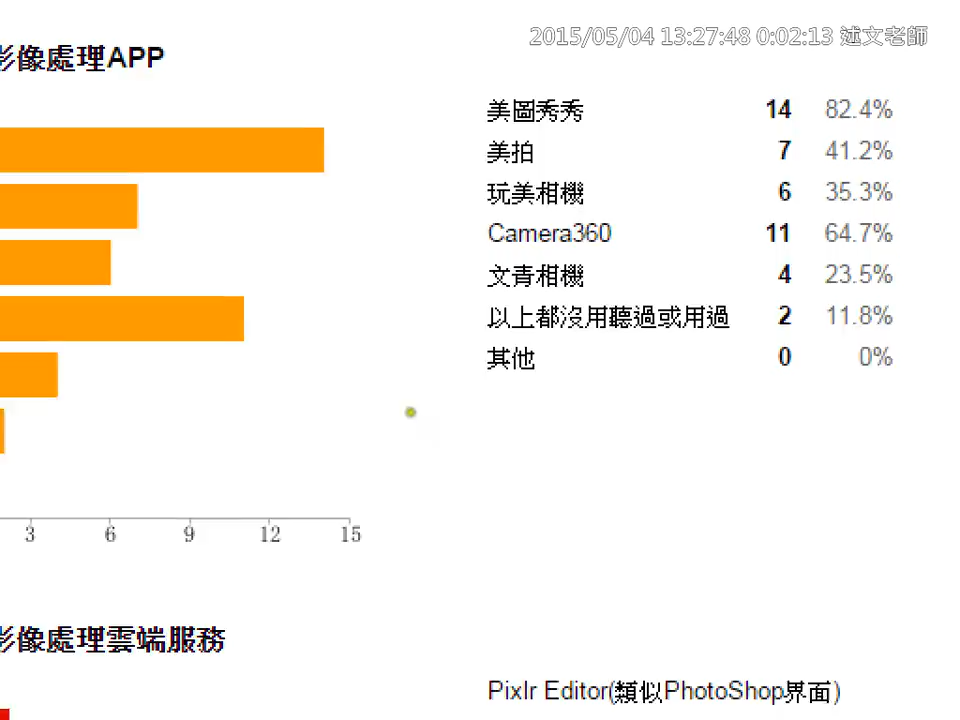 2015/05/04 13:27:48 0:02:13 述文老師
影像處理APP
美圖秀秀 14 82.4%
美拍 7 41.2%
玩美相機 6 35.3%
Camera360 11 64.7%
文青相機 4 23.5%
以上都沒用聽過或用過 2 11.8%
其他 0 0%
3 6 9 12 15
影像處理雲端服務
Pixlr Editor(類似PhotoShop界面)